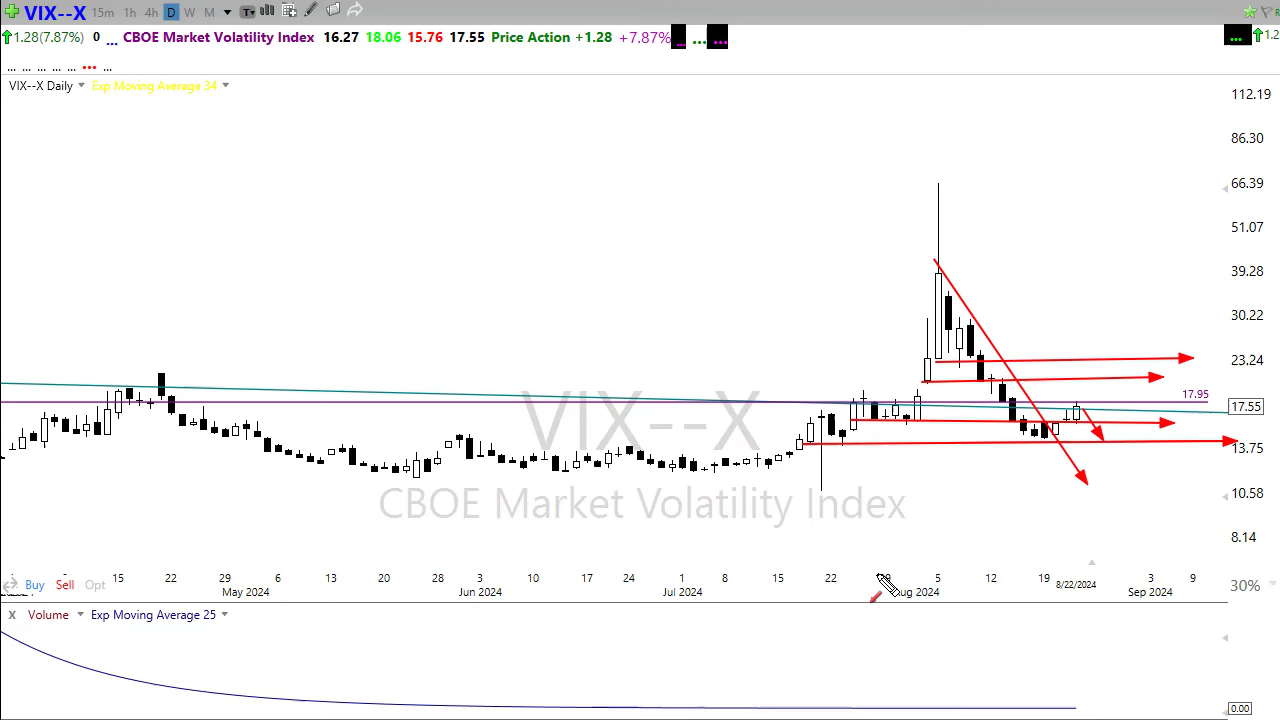 VIX--X 15m 1h 4h D W M T
1.28(7.87%) 0 ... CBOE Market Volatility Index 16.27 18.06 15.76 17.55 Price Action +1.28 +7.87% ... ... ... ... 1.2
... ... ... ... ... ... ...
VIX--X Daily Exp Moving Average 34
112.19
86.30
66.39
51.07
39.28
30.22
23.24
17.95
17.55
13.75
10.58
8.14
VIX--X
CBOE Market Volatility Index
15 22 29 6 13 20 28 3 10 17 24 1 8 15 22 5 12 19 8/22/2024 3 9
Buy Sell Opt 30%
May 2024 Jun 2024 Jul 2024 Aug 2024 Sep 2024
X Volume Exp Moving Average 25
0.00